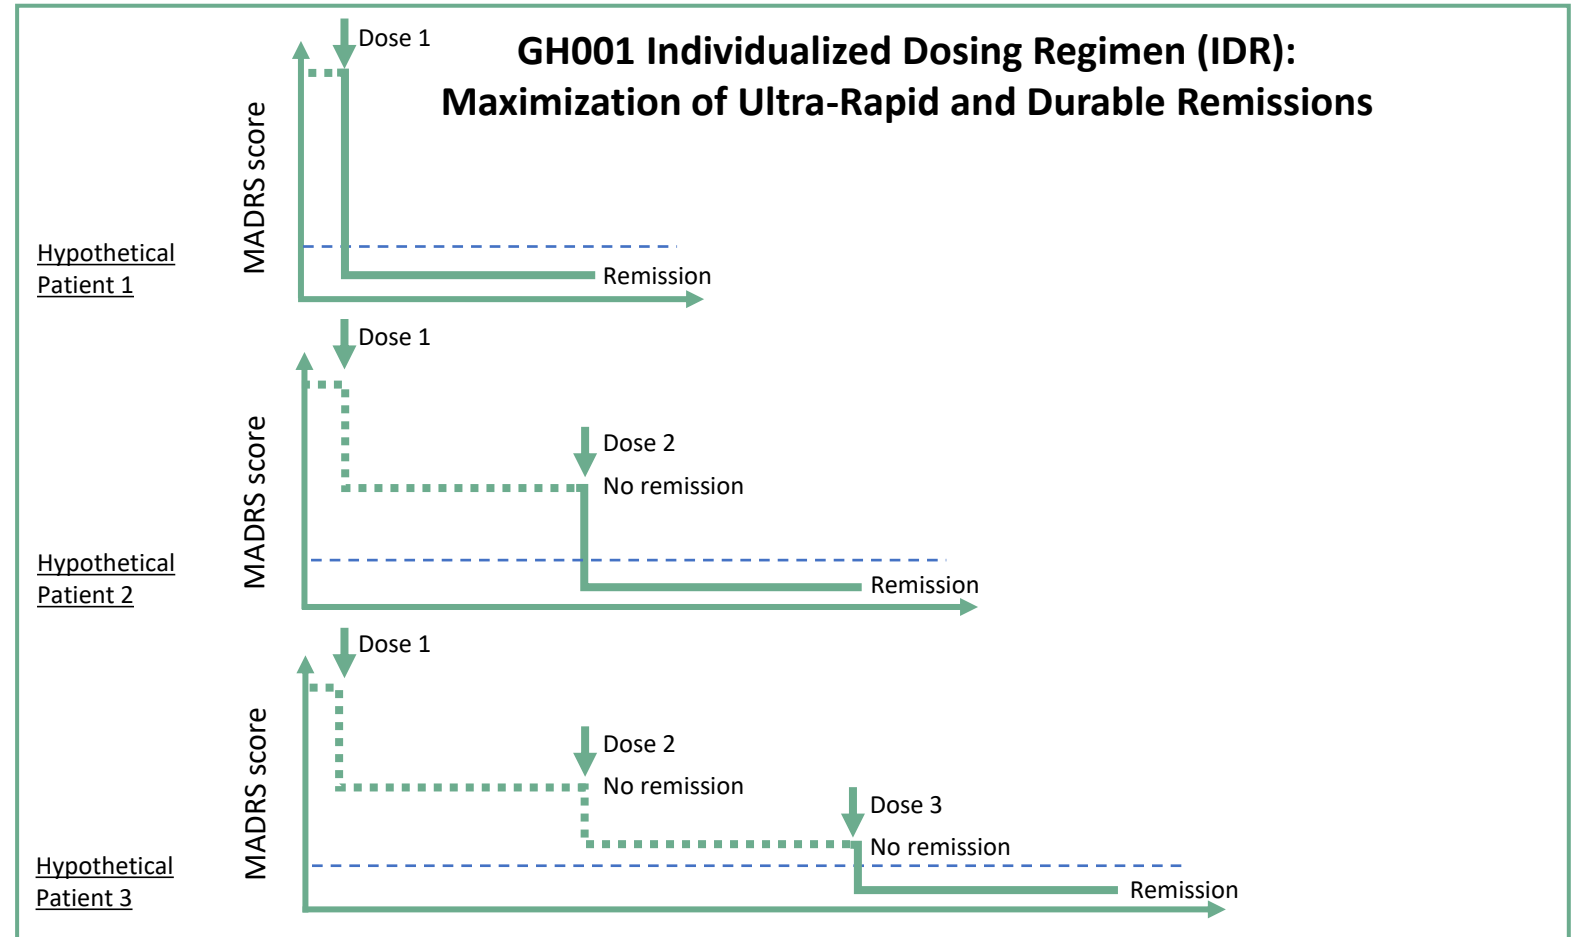 GH001 Individualized Dosing Regimen (IDR):
Maximization of Ultra-Rapid and Durable Remissions
Dose 1
MADRS score
Hypothetical
Patient 1
Remission
Dose 1
MADRS score
Dose 2
No remission
Hypothetical
Patient 2
Remission
Dose 1
MADRS score
Dose 2
No remission
Dose 3
No remission
Hypothetical
Patient 3
Remission